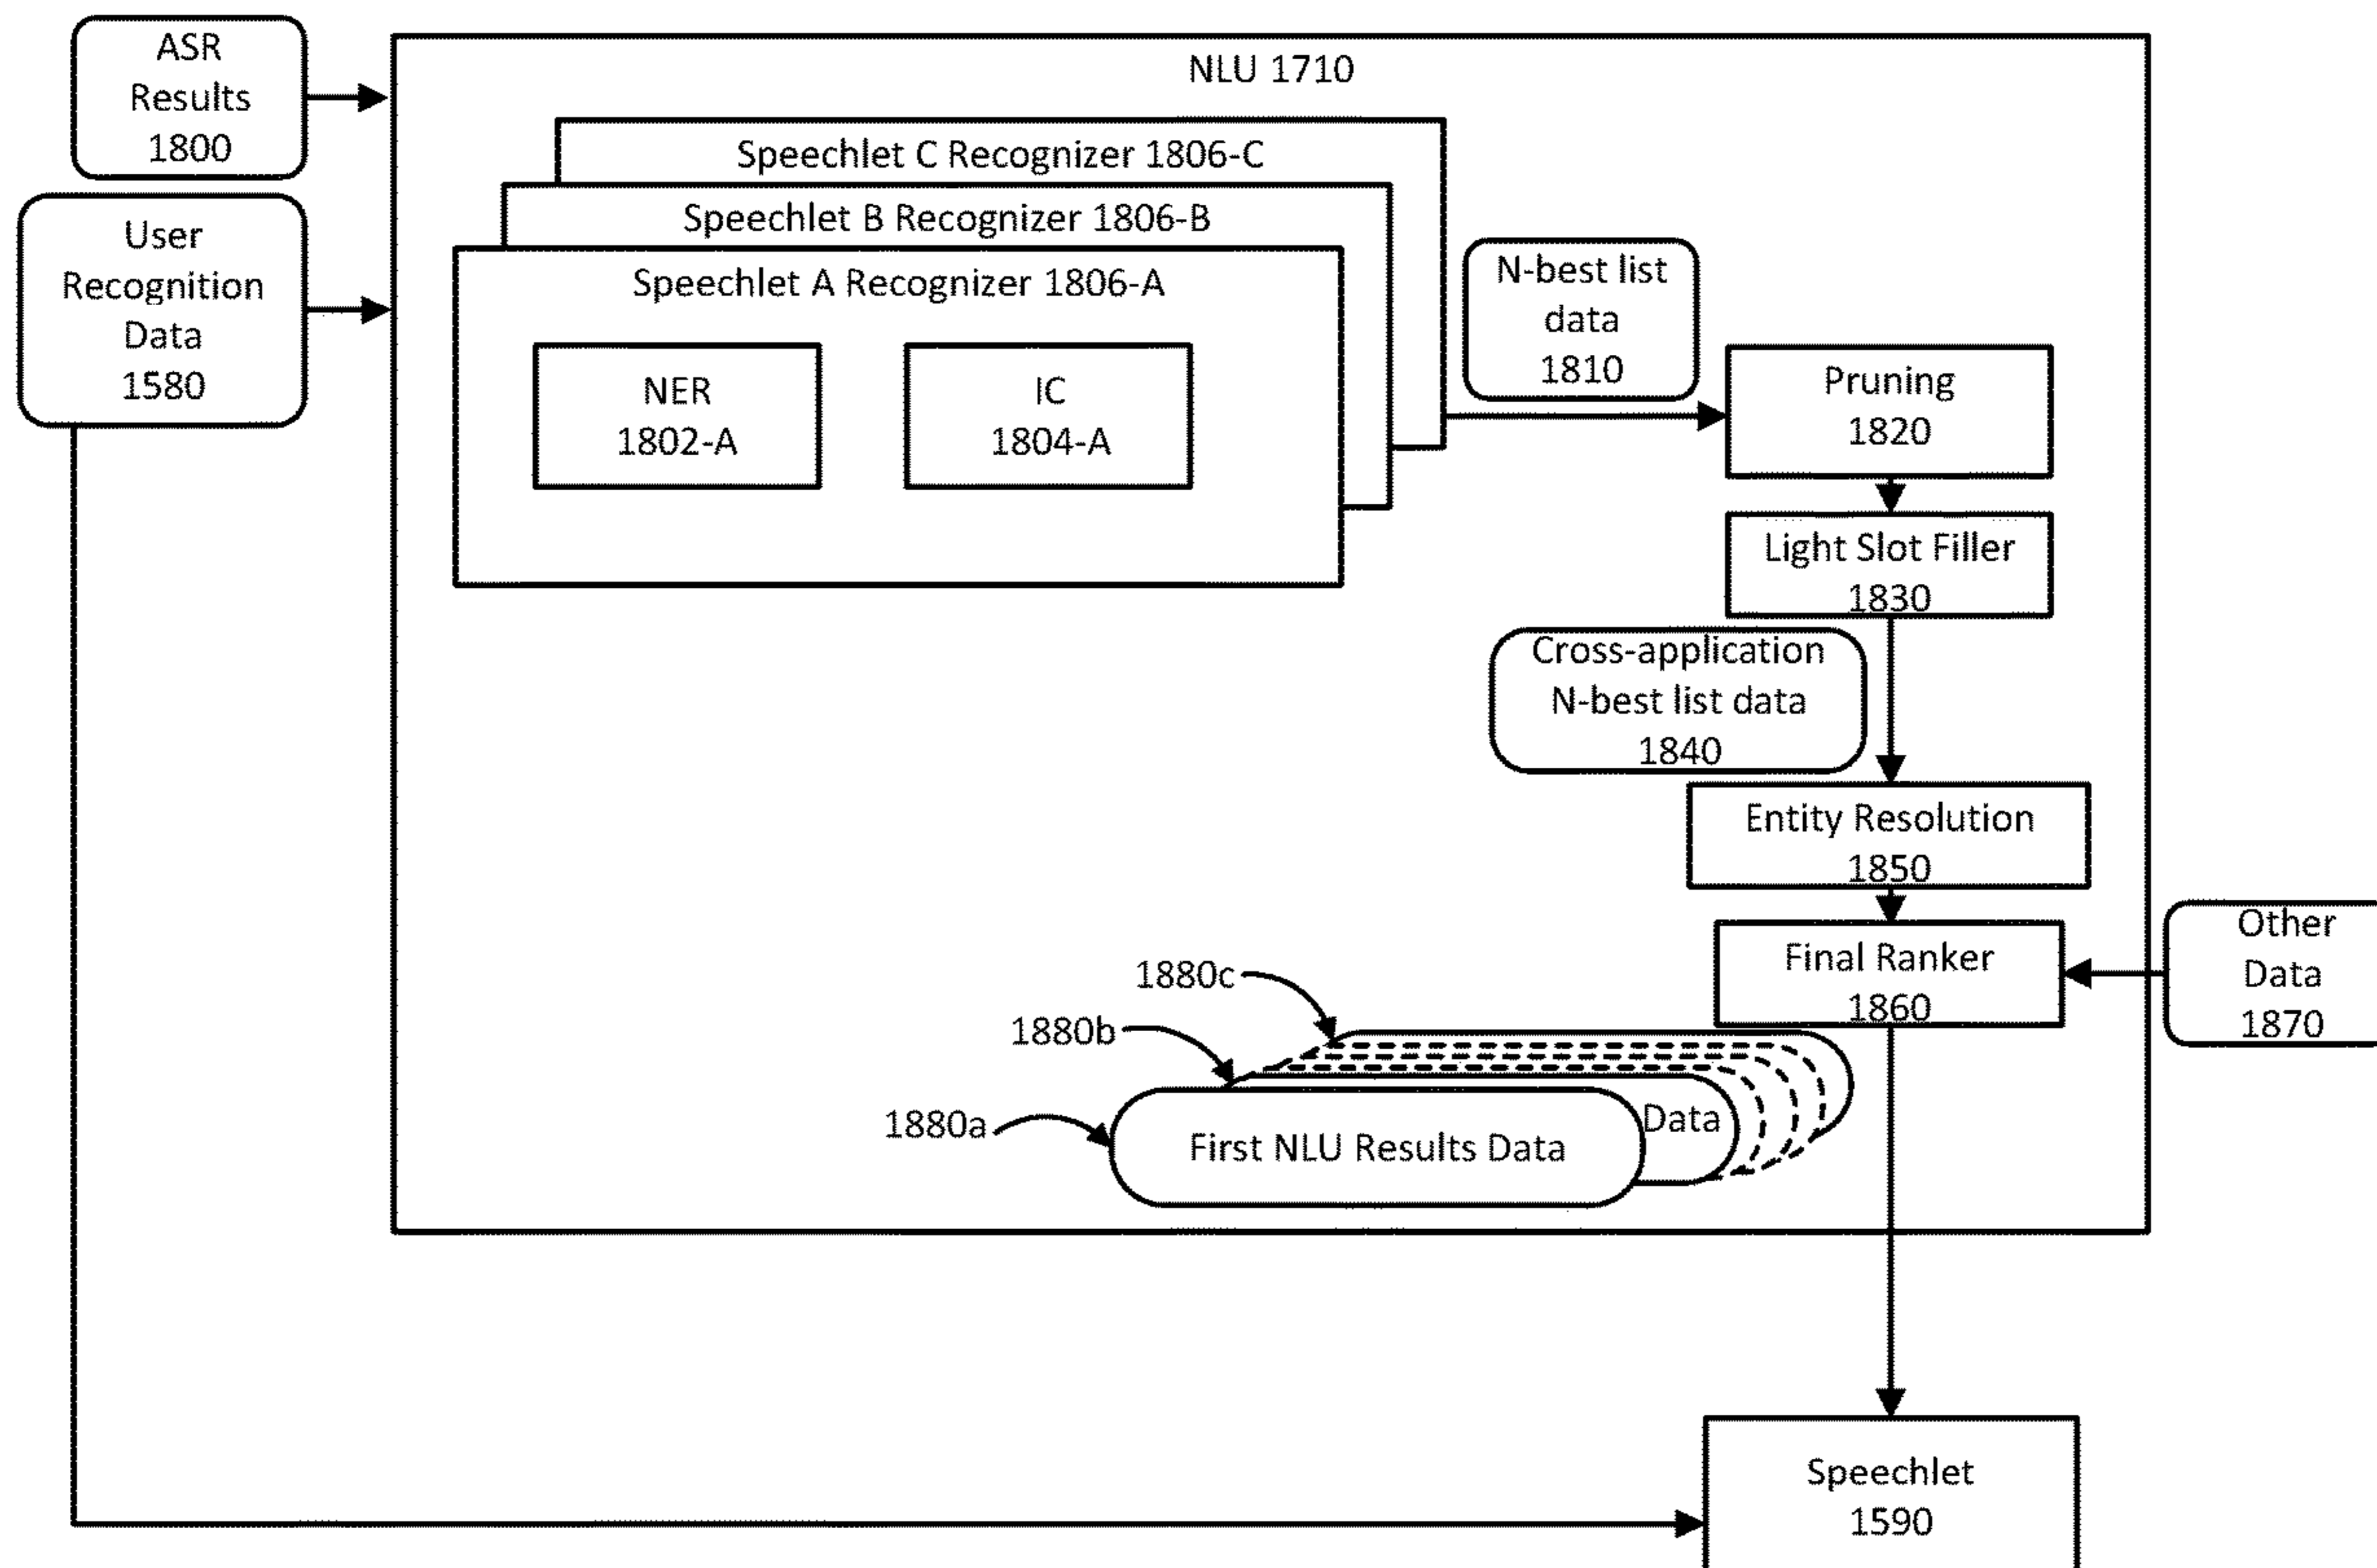 ASR
Results
1800
User
Recognition
Data
1580
NLU 1710
Speechlet C Recognizer 1806-C
Speechlet B Recognizer 1806-B
Speechlet A Recognizer 1806-A
NER
1802-A
IC
1804-A
N-best list
data
1810
Pruning
1820
Light Slot Filler
1830
Cross-application
N-best list data
1840
Entity Resolution
1850
Final Ranker
1860
Other
Data
1870
1880c
1880b
1880a
First NLU Results Data
Data
Speechlet
1590